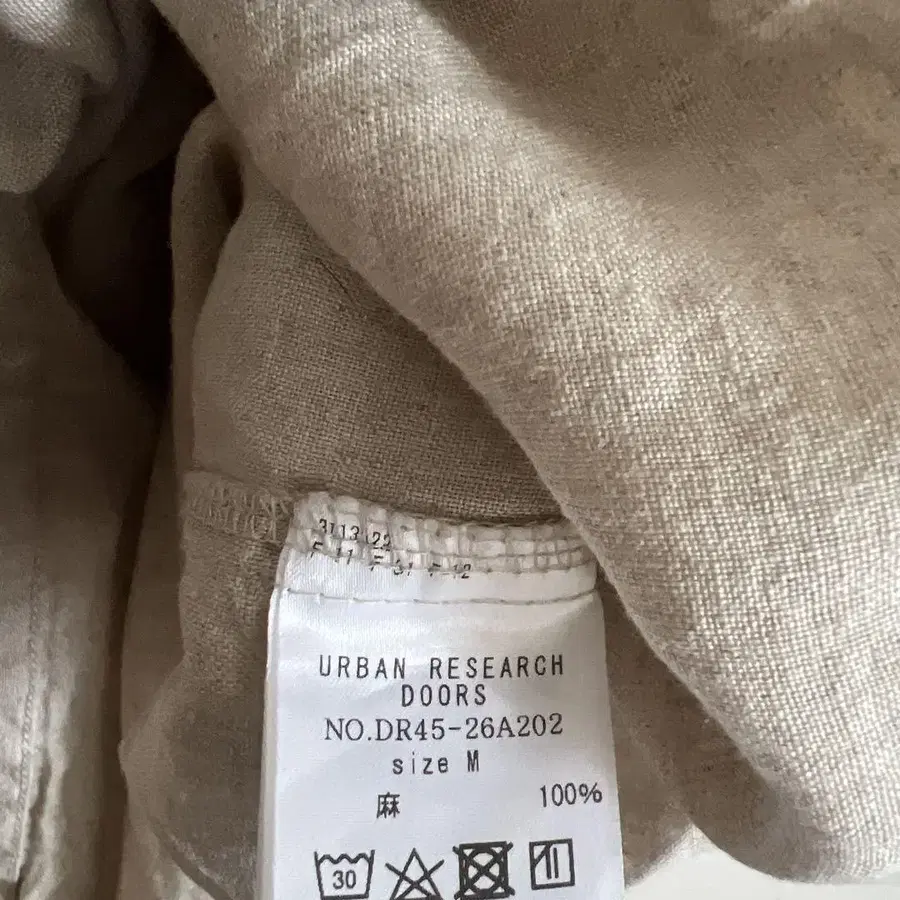 URBAN RESEARCH
DOORS
NO.DR45-26A202
size M
麻 100%
30